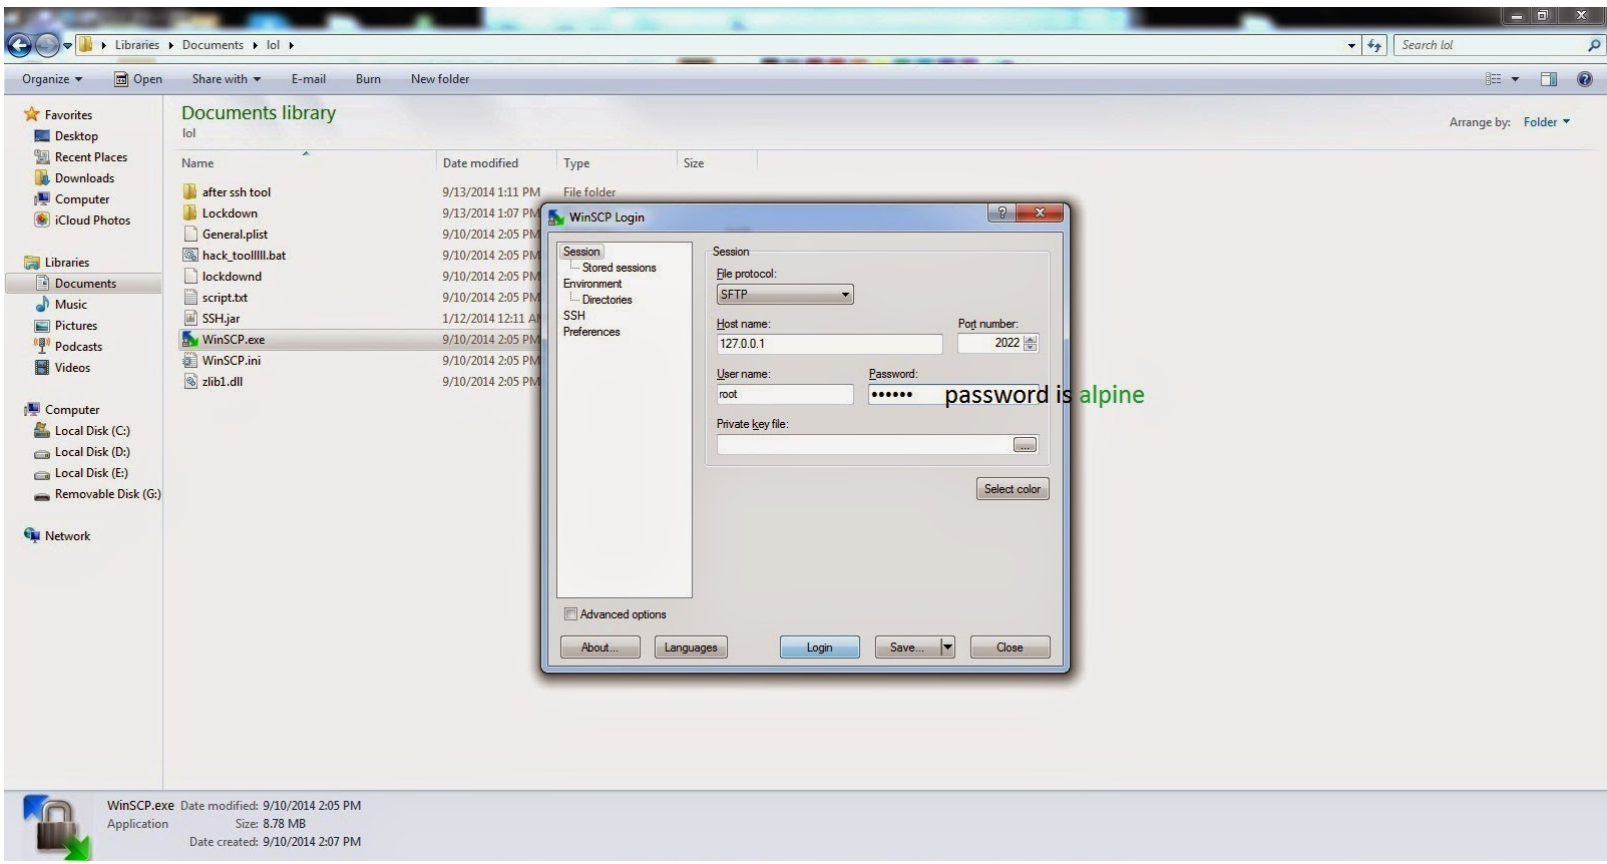 Libraries Documents lol
Search lol
Organize Open Share with E-mail Burn New folder
Favorites
Desktop
Recent Places
Downloads
Computer
iCloud Photos
Libraries
Documents
Music
Pictures
Podcasts
Videos
Computer
Local Disk (C:)
Local Disk (D:)
Local Disk (E:)
Removable Disk (G:)
Network
Documents library
lol
Arrange by: Folder
Name Date modified Type Size
after ssh tool 9/13/2014 1:11 PM File folder
Lockdown 9/13/2014 1:07 PM
General.plist 9/10/2014 2:05 PM
hack_toolllll.bat 9/10/2014 2:05 PM
lockdownd 9/10/2014 2:05 PM
script.txt 9/10/2014 2:05 PM
SSH.jar 1/12/2014 12:11 AM
WinSCP.exe 9/10/2014 2:05 PM
WinSCP.ini 9/10/2014 2:05 PM
zlib1.dll 9/10/2014 2:05 PM
WinSCP Login
Session
Stored sessions
Environment
Directories
SSH
Preferences
Session
File protocol:
SFTP
Host name: Port number:
127.0.0.1 2022
User name: Password:
root •••••• password is alpine
Private key file:
...
Select color
Advanced options
About... Languages Login Save... Close
WinSCP.exe Date modified: 9/10/2014 2:05 PM
Application Size: 8.78 MB
Date created: 9/10/2014 2:07 PM